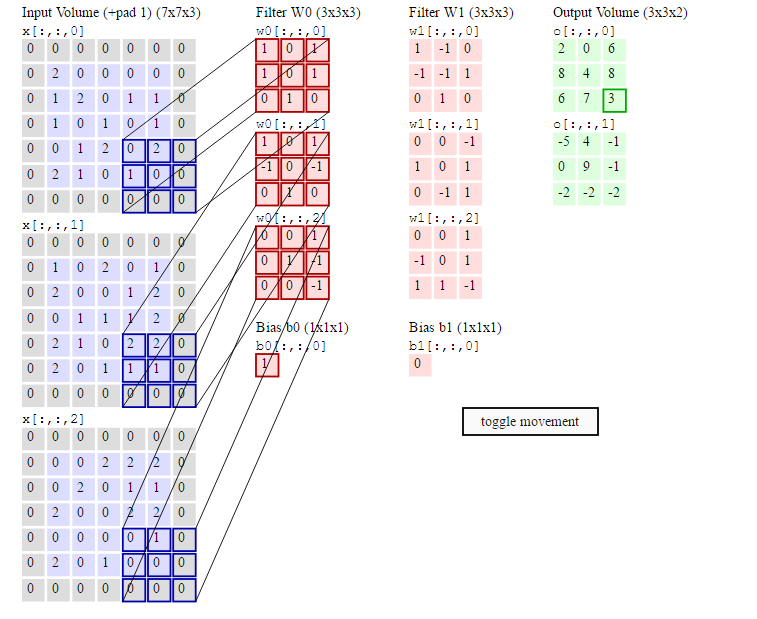 Input Volume (+pad 1) (7x7x3)
x[:,:,0]
0 0 0 0 0 0 0
0 2 0 0 0 0 0
0 1 2 0 1 1 0
0 1 0 1 0 1 0
0 0 1 2 0 2 0
0 2 1 0 1 0 0
0 0 0 0 0 0 0
x[:,:,1]
0 0 0 0 0 0 0
0 1 0 2 0 1 0
0 2 0 0 1 2 0
0 0 1 1 1 2 0
0 2 1 0 2 2 0
0 2 0 1 1 1 0
0 0 0 0 0 0 0
x[:,:,2]
0 0 0 0 0 0 0
0 0 0 2 2 2 0
0 0 2 0 1 1 0
0 2 0 0 2 2 0
0 0 0 0 0 1 0
0 2 0 1 0 0 0
0 0 0 0 0 0 0
Filter W0 (3x3x3)
w0[:,:,0]
1 0 1
1 0 1
0 1 0
w0[:,:,1]
1 0 1
-1 0 -1
0 1 0
w0[:,:,2]
0 0 1
0 1 -1
0 0 -1
Bias b0 (1x1x1)
b0[:,:,0]
1
Filter W1 (3x3x3)
w1[:,:,0]
1 -1 0
-1 -1 1
0 1 0
w1[:,:,1]
0 0 -1
1 0 1
0 -1 1
w1[:,:,2]
0 0 1
-1 0 1
1 1 -1
Bias b1 (1x1x1)
b1[:,:,0]
0
Output Volume (3x3x2)
o[:,:,0]
2 0 6
8 4 8
6 7 3
o[:,:,1]
-5 4 -1
0 9 -1
-2 -2 -2
toggle movement